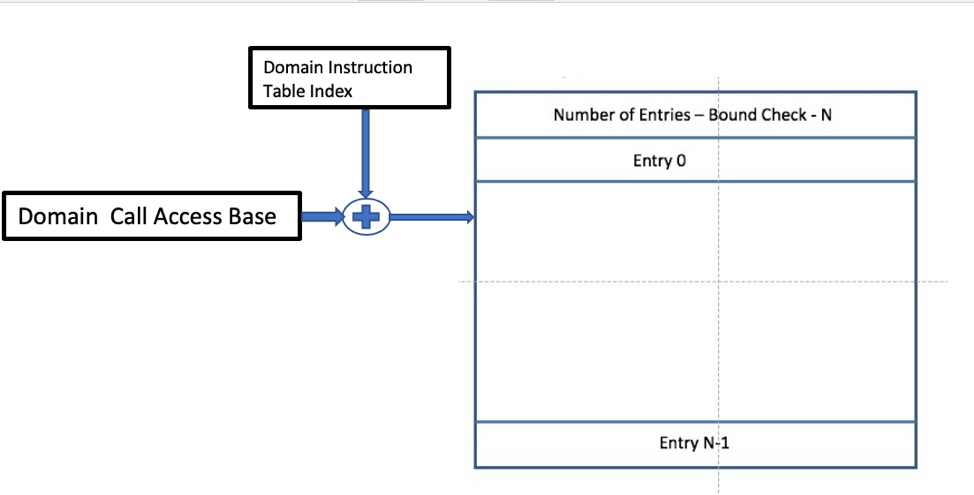 Domain Instruction
Table Index
Number of Entries – Bound Check - N
Entry 0
Domain  Call Access Base
Entry N-1